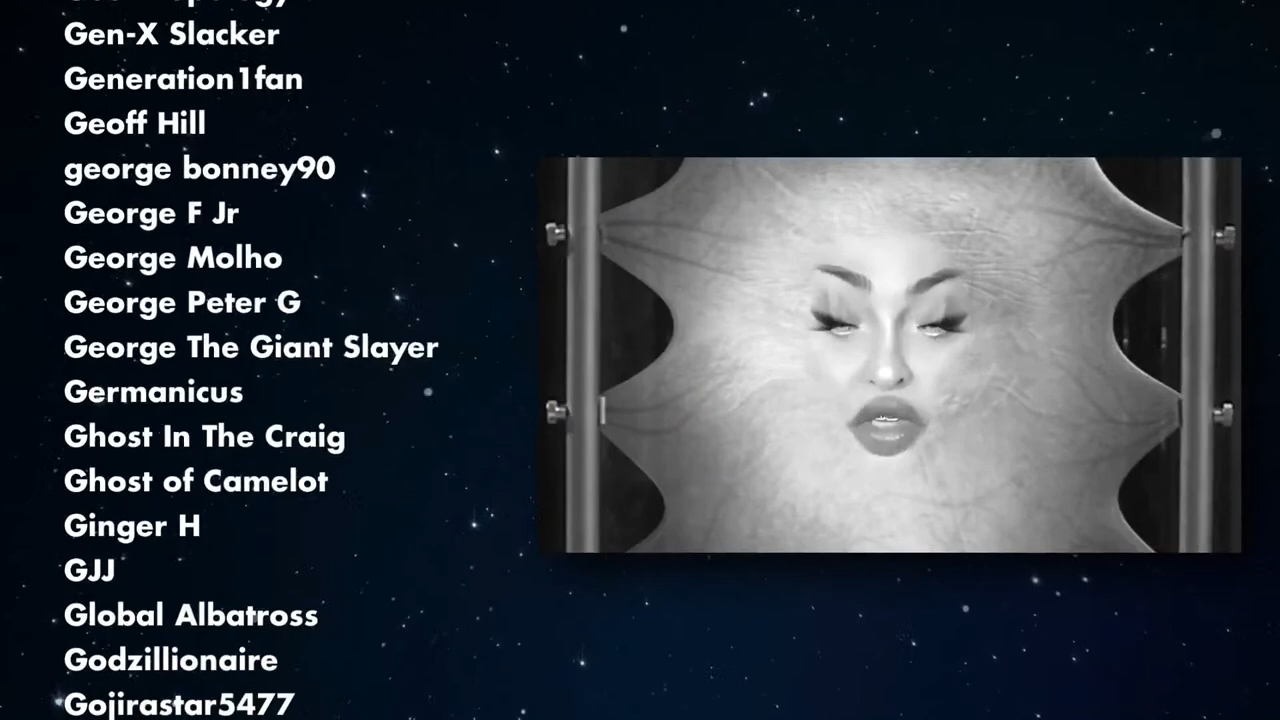 Gen-X Slacker
Generation1fan
Geoff Hill
george bonney90
George F Jr
George Molho
George Peter G
George The Giant Slayer
Germanicus
Ghost In The Craig
Ghost of Camelot
Ginger H
GJJ
Global Albatross
Godzillionaire
Gojirastar5477